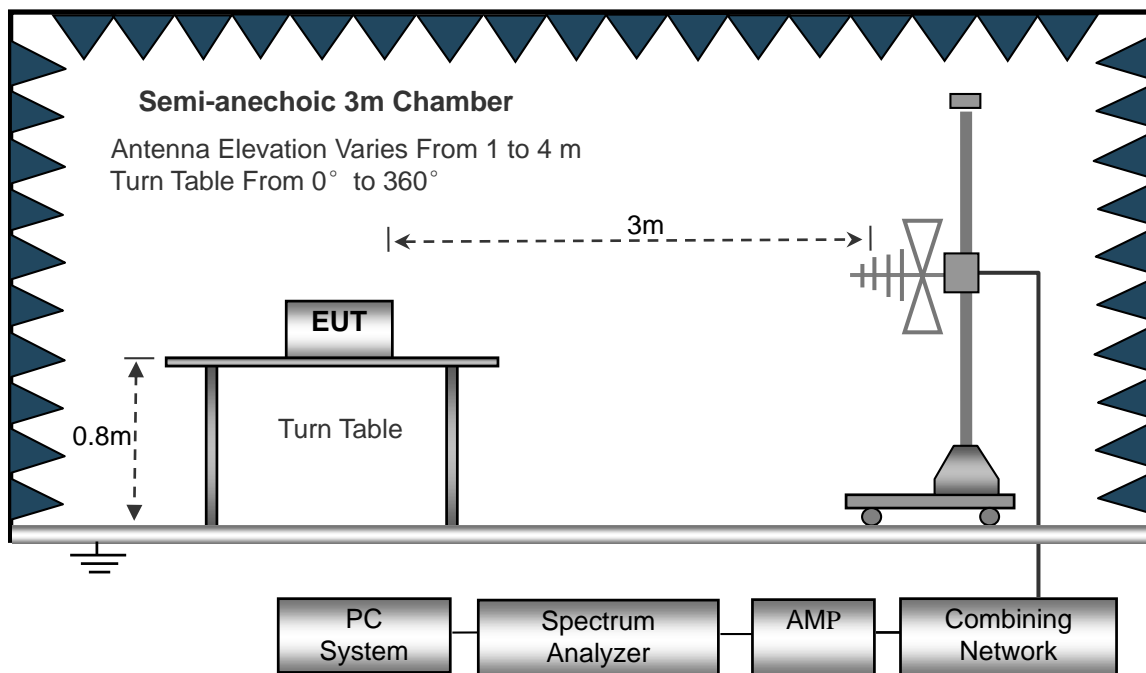 Semi-anechoic 3m Chamber
Antenna Elevation Varies From 1 to 4 m
Turn Table From 0° to 360°
3m
EUT
0.8m
Turn Table
PC
System
Spectrum
Analyzer
AMP
Combining
Network